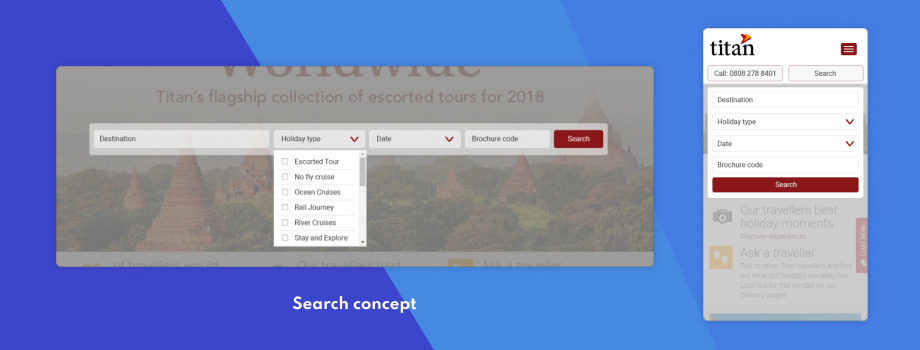 Worldwide
Titan's flagship collection of escorted tours for 2018
Destination
Holiday type
Date
Brochure code
Search
Escorted Tour
No fly cruise
Ocean Cruises
Rail Journey
River Cruises
Stay and Explore
of travellers would
Our travellers best
Ask a traveller
Search concept
titan
Call: 0808 278 8401
Search
Destination
Holiday type
Date
Brochure code
Search
Our travellers best
holiday moments
Discover experiences
Ask a traveller
Talk to other Titan travellers and find
out what our holidays are really like.
Look out for this symbol on our
itinerary pages.
CHAT NOW